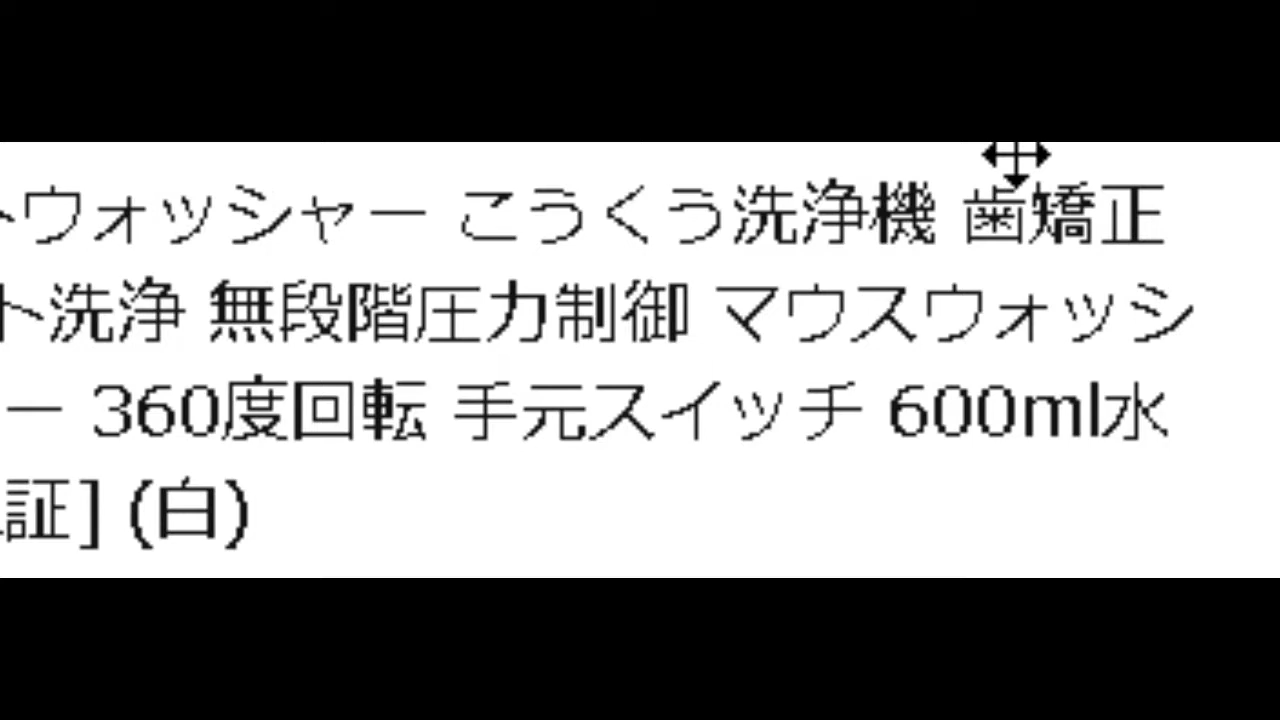 トウォッシャー こうくう洗浄機 歯矯正
ト洗浄 無段階圧力制御 マウスウォッシ
ー 360度回転 手元スイッチ 600ml水
証] (白)